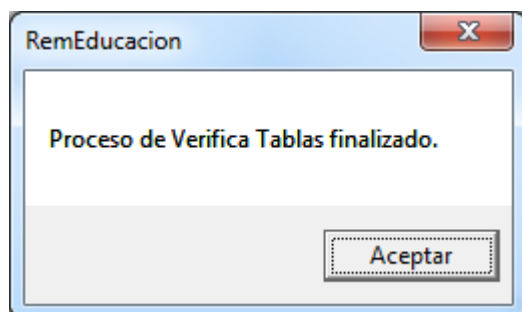 RemEducacion
Proceso de Verifica Tablas finalizado.
Aceptar